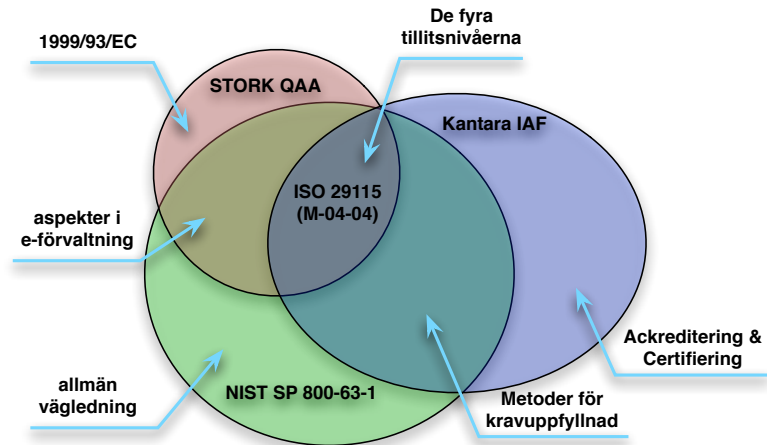 De fyra
tillitsnivåerna
1999/93/EC
STORK QAA
Kantara IAF
ISO 29115
(M-04-04)
aspekter i
e-förvaltning
Ackreditering &
Certifiering
allmän
vägledning
NIST SP 800-63-1
Metoder för
kravuppfyllnad